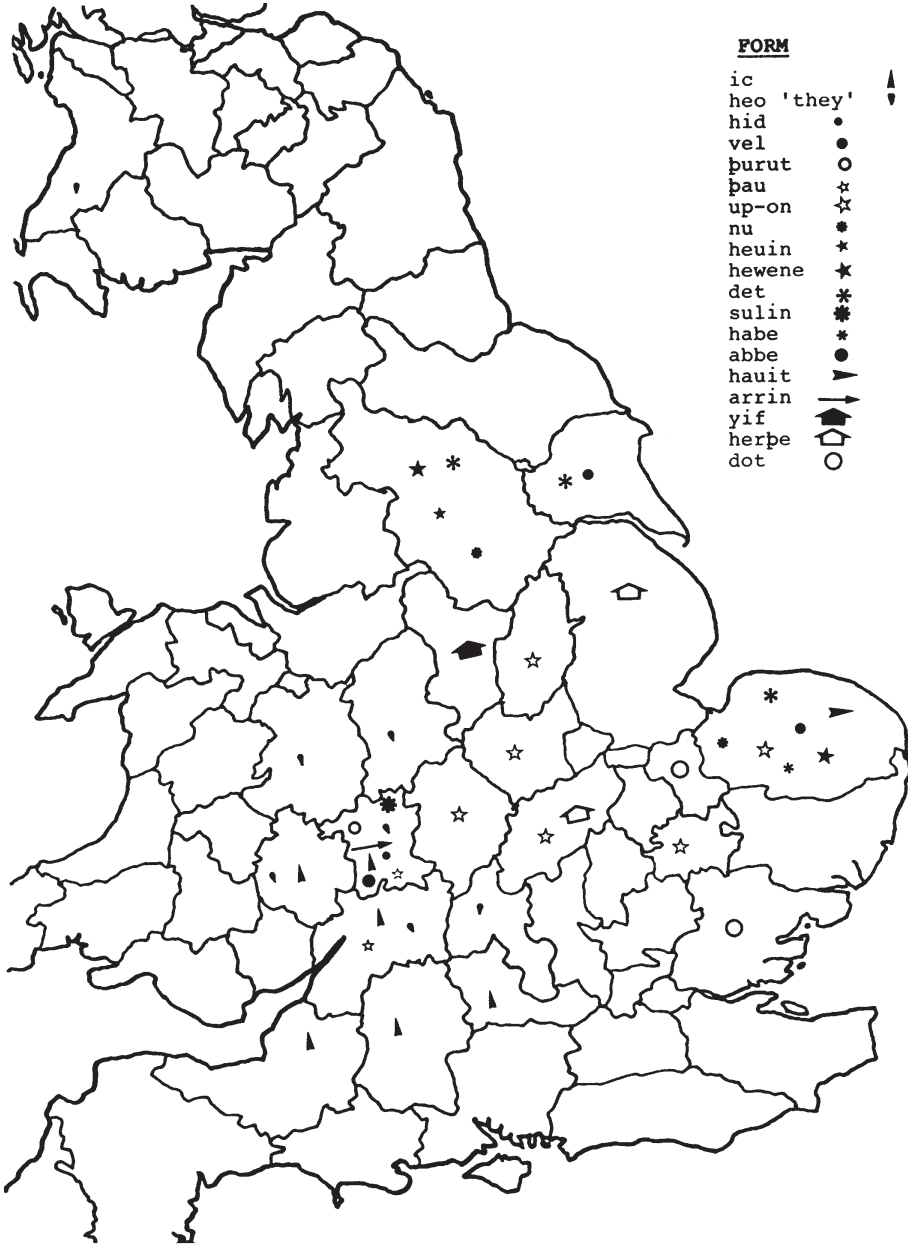 FORM
ic
heo 'they'
hid
vel
þurut
þau
up-on
nu
heuin
hewene
det
sulin
habe
abbe
hauit
arrin
yif
herþe
dot